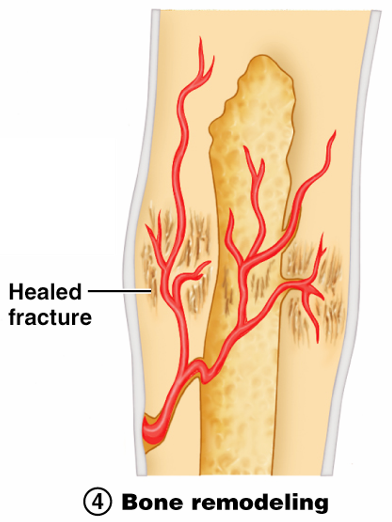 Healed
fracture
④ Bone remodeling